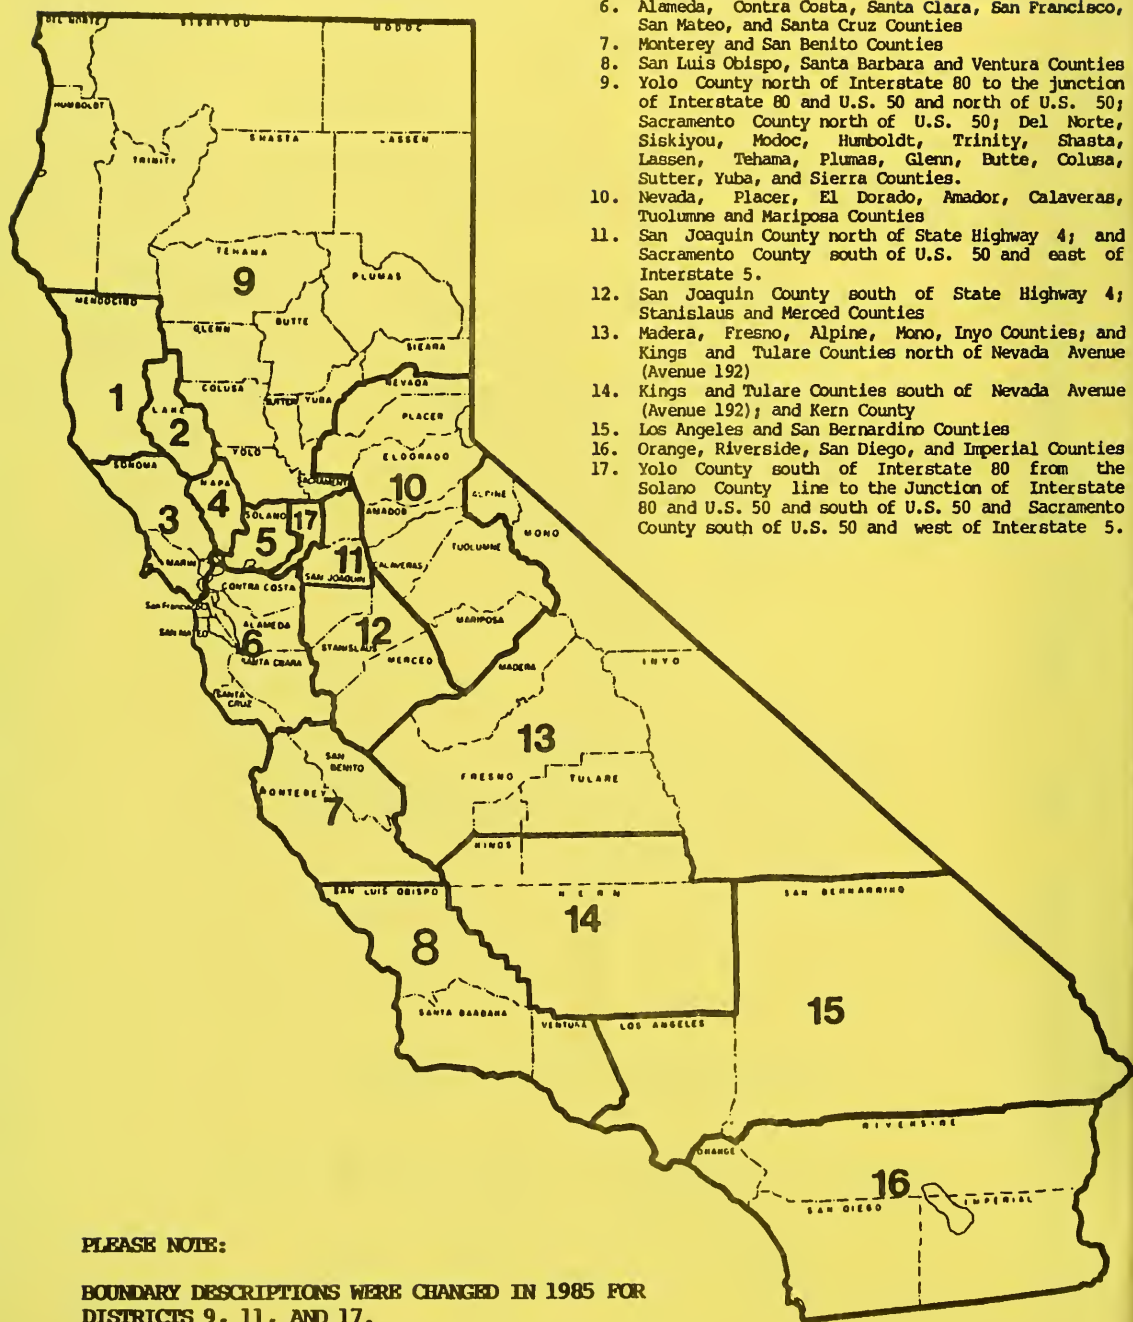 6. Alameda, Contra Costa, Santa Clara, San Francisco,
San Mateo, and Santa Cruz Counties
7. Monterey and San Benito Counties
8. San Luis Obispo, Santa Barbara and Ventura Counties
9. Yolo County north of Interstate 80 to the junction
of Interstate 80 and U.S. 50 and north of U.S. 50;
Sacramento County north of U.S. 50; Del Norte,
Siskiyou, Modoc, Humboldt, Trinity, Shasta,
Lassen, Tehama, Plumas, Glenn, Butte, Colusa,
Sutter, Yuba, and Sierra Counties.
10. Nevada, Placer, El Dorado, Amador, Calaveras,
Tuolumne and Mariposa Counties
11. San Joaquin County north of State Highway 4; and
Sacramento County south of U.S. 50 and east of
Interstate 5.
12. San Joaquin County south of State Highway 4;
Stanislaus and Merced Counties
13. Madera, Fresno, Alpine, Mono, Inyo Counties; and
Kings and Tulare Counties north of Nevada Avenue
(Avenue 192)
14. Kings and Tulare Counties south of Nevada Avenue
(Avenue 192); and Kern County
15. Los Angeles and San Bernardino Counties
16. Orange, Riverside, San Diego, and Imperial Counties
17. Yolo County south of Interstate 80 from the
Solano County line to the Junction of Interstate
80 and U.S. 50 and south of U.S. 50 and Sacramento
County south of U.S. 50 and west of Interstate 5.
DEL NORTE
SISKIYOU
MODOC
HUMBOLDT
TRINITY
SHASTA
LASSEN
TEHAMA
9
PLUMAS
MENDOCINO
GLENN
BUTTE
SIERRA
COLUSA
NEVADA
SUTTER
YUBA
1
LAKE
2
PLACER
YOLO
ELDORADO
SONOMA
NAPA
SACRAMENTO
10
4
SOLANO
17
ALPINE
3
AMADOR
5
MONO
MARIN
11
TUOLUMNE
CALAVERAS
SAN JOAQUIN
CONTRA COSTA
San Francisco
ALAMEDA
MARIPOSA
SAN MATEO
6
12
STANISLAUS
SANTA CLARA
MERCED
MADERA
INYO
SANTA
CRUZ
13
SAN
BENITO
FRESNO
TULARE
MONTEREY
7
KINGS
SAN LUIS OBISPO
KERN
SAN BERNARRINO
14
8
SANTA BARBARA
15
VENTURA
LOS ANGELES
RIVERSIRE
ORANGE
16
SAN DIEGO
IMPERIAL
PLEASE NOTE:
BOUNDARY DESCRIPTIONS WERE CHANGED IN 1985 FOR
DISTRICTS 9, 11, AND 17.